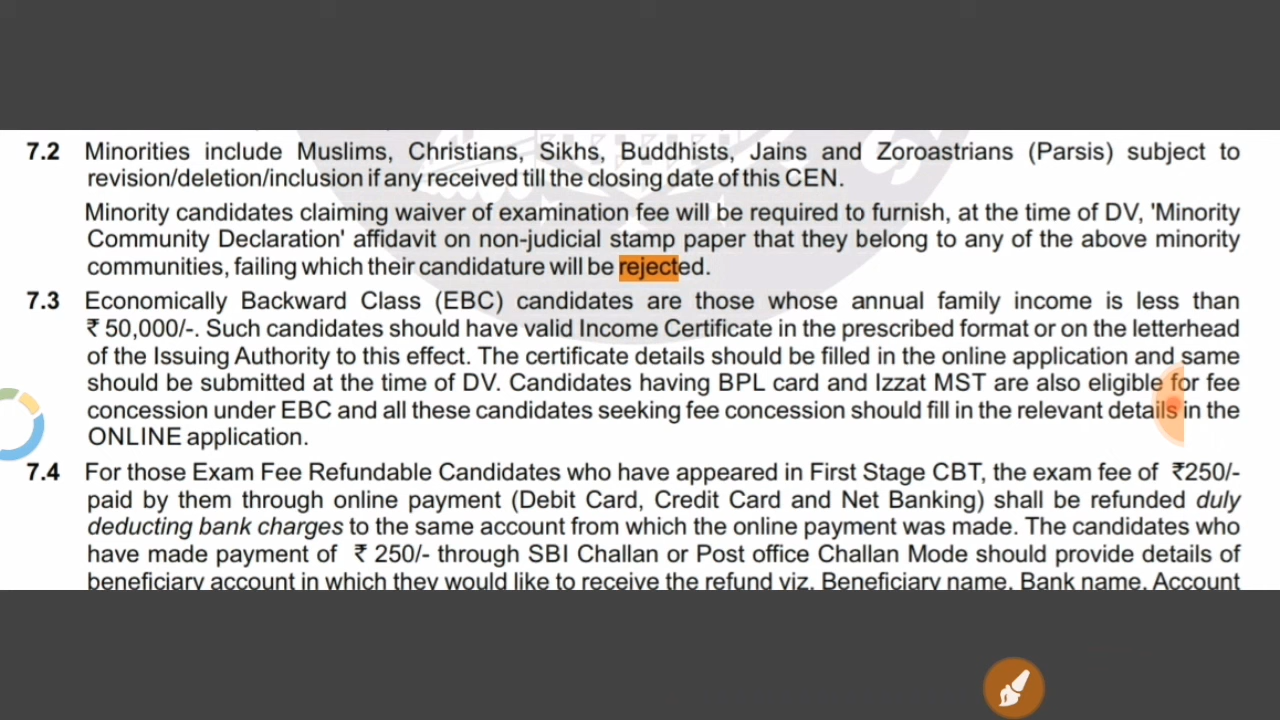 7.2 Minorities include Muslims, Christians, Sikhs, Buddhists, Jains and Zoroastrians (Parsis) subject to
revision/deletion/inclusion if any received till the closing date of this CEN.
Minority candidates claiming waiver of examination fee will be required to furnish, at the time of DV, 'Minority
Community Declaration' affidavit on non-judicial stamp paper that they belong to any of the above minority
communities, failing which their candidature will be rejected.
7.3 Economically Backward Class (EBC) candidates are those whose annual family income is less than
₹ 50,000/-. Such candidates should have valid Income Certificate in the prescribed format or on the letterhead
of the Issuing Authority to this effect. The certificate details should be filled in the online application and same
should be submitted at the time of DV. Candidates having BPL card and Izzat MST are also eligible for fee
concession under EBC and all these candidates seeking fee concession should fill in the relevant details in the
ONLINE application.
7.4 For those Exam Fee Refundable Candidates who have appeared in First Stage CBT, the exam fee of ₹250/-
paid by them through online payment (Debit Card, Credit Card and Net Banking) shall be refunded duly
deducting bank charges to the same account from which the online payment was made. The candidates who
have made payment of ₹ 250/- through SBI Challan or Post office Challan Mode should provide details of
beneficiary account in which they would like to receive the refund viz. Beneficiary name, Bank name, Account